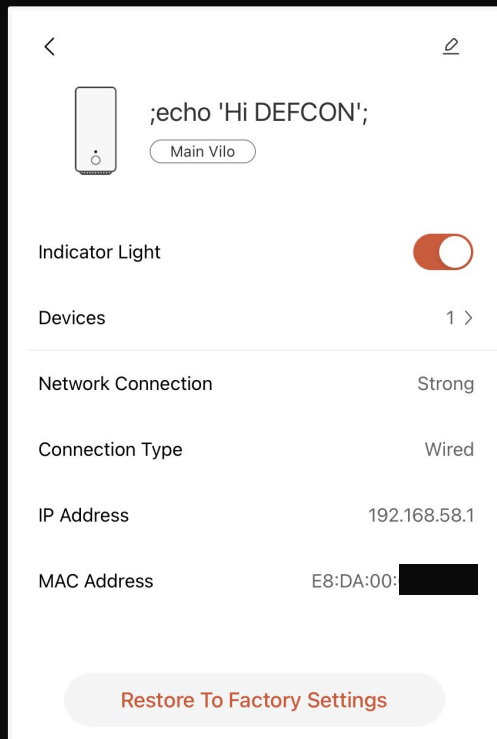 ;echo 'Hi DEFCON';
Main Vilo
Indicator Light
Devices 1
Network Connection Strong
Connection Type Wired
IP Address 192.168.58.1
MAC Address E8:DA:00:
Restore To Factory Settings